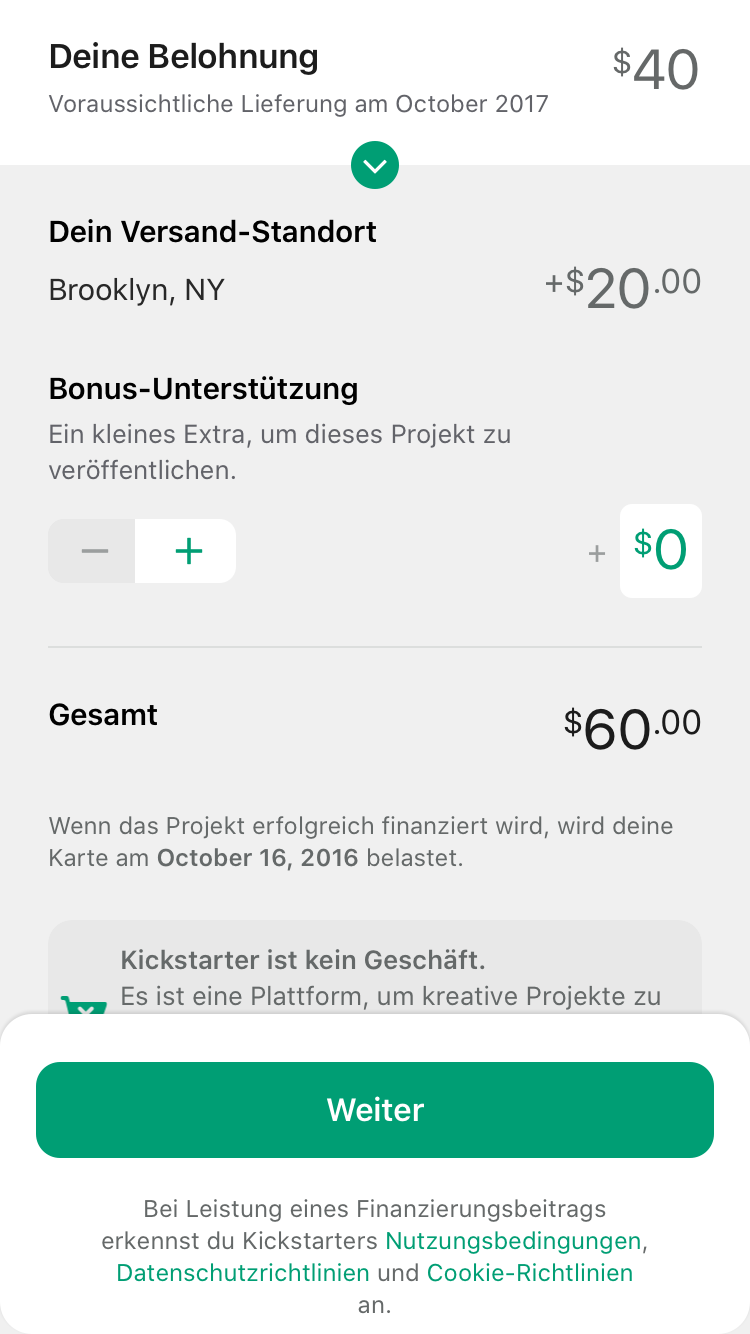 Deine Belohnung
$40
Voraussichtliche Lieferung am October 2017
Dein Versand-Standort
Brooklyn, NY
+$20.00
Bonus-Unterstützung
Ein kleines Extra, um dieses Projekt zu
veröffentlichen.
− +
+ $0
Gesamt
$60.00
Wenn das Projekt erfolgreich finanziert wird, wird deine
Karte am October 16, 2016 belastet.
Kickstarter ist kein Geschäft.
Es ist eine Plattform, um kreative Projekte zu
Weiter
Bei Leistung eines Finanzierungsbeitrags
erkennst du Kickstarters Nutzungsbedingungen,
Datenschutzrichtlinien und Cookie-Richtlinien
an.